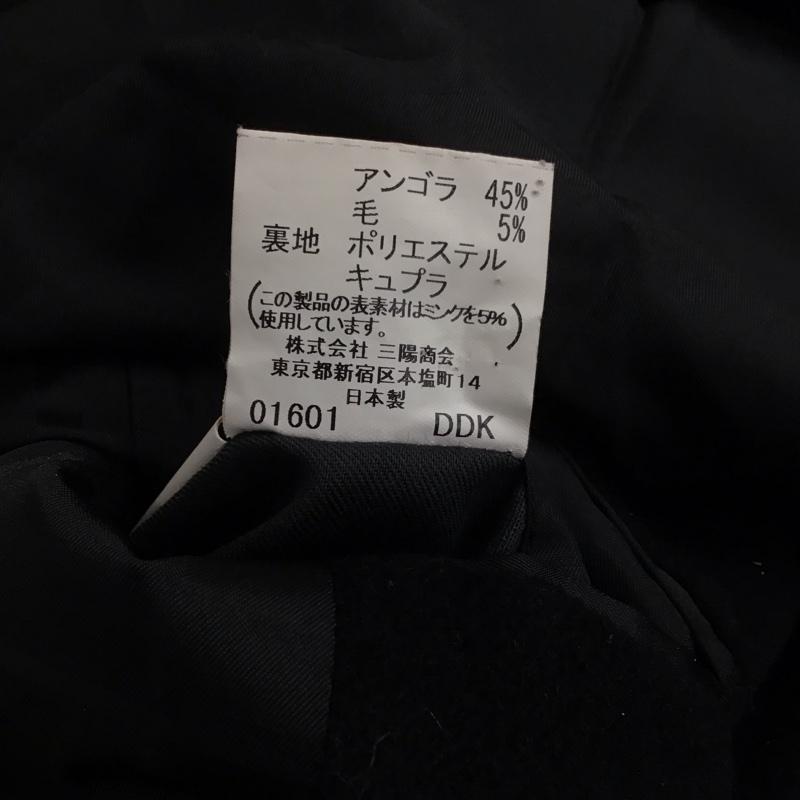 アンゴラ 45%
毛 5%
裏地 ポリエステル
キュプラ
(この製品の表素材はミンクを5%
使用しています。)
株式会社 三陽商会
東京都新宿区本塩町14
日本製
01601 DDK